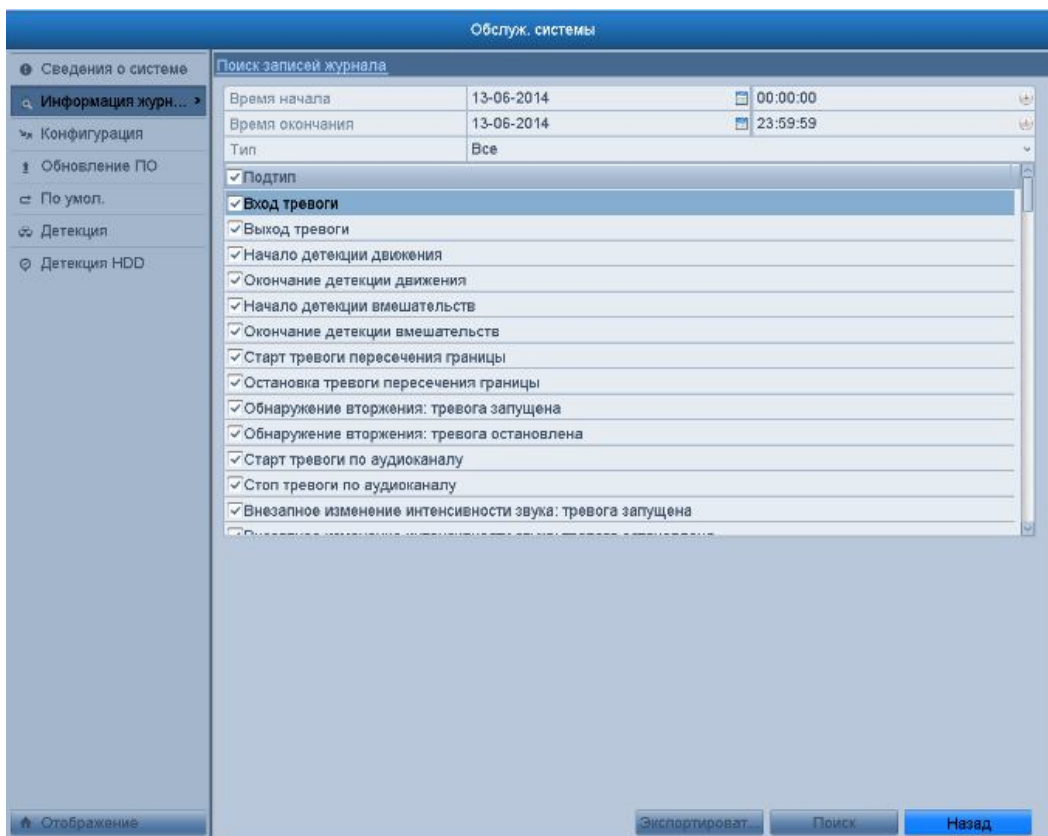 Обслуж. системы
Сведения о системе
Информация журн...
Конфигурация
Обновление ПО
По умол.
Детекция
Детекция HDD
Отображение
Поиск записей журнала
Время начала 13-06-2014 00:00:00
Время окончания 13-06-2014 23:59:59
Тип Все
Подтип
Вход тревоги
Выход тревоги
Начало детекции движения
Окончание детекции движения
Начало детекции вмешательств
Окончание детекции вмешательств
Старт тревоги пересечения границы
Остановка тревоги пересечения границы
Обнаружение вторжения: тревога запущена
Обнаружение вторжения: тревога остановлена
Старт тревоги по аудиоканалу
Стоп тревоги по аудиоканалу
Внезапное изменение интенсивности звука: тревога запущена
Экспортироват... Поиск Назад